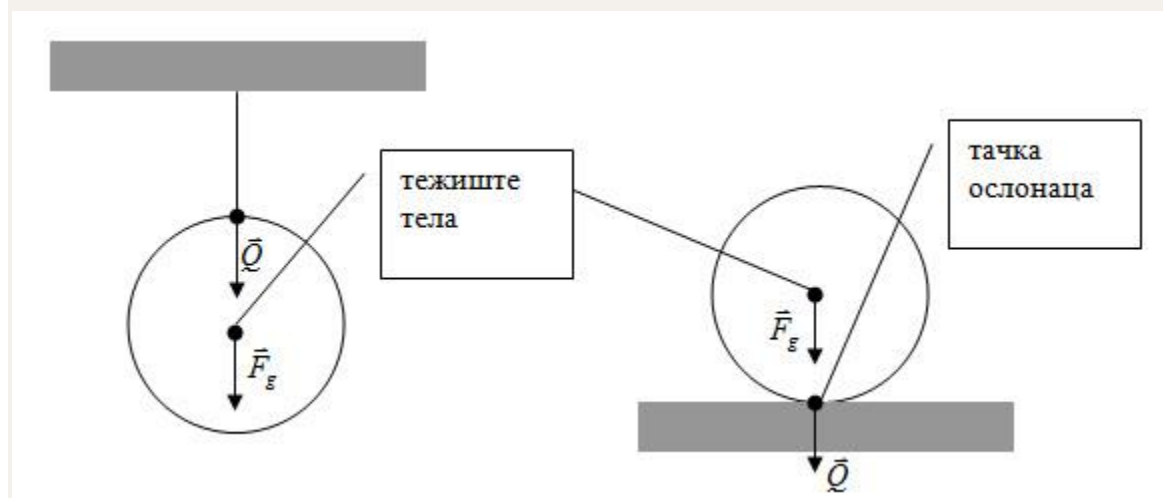 тежиште
тела
тачка
ослонаца
Q⃗
F⃗g
F⃗g
Q⃗